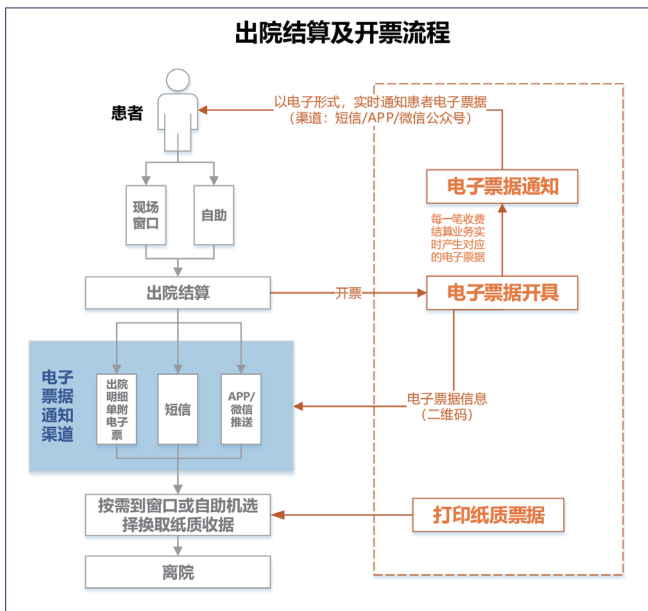 出院结算及开票流程
患者
以电子形式，实时通知患者电子票据
（渠道：短信/APP/微信公众号）
电子票据通知
现场
窗口
自助
每一笔收费
结算业务实
时产生对应
的电子票据
出院结算
开票
电子票据开具
电子
票据
通知
渠道
出院
明细
单附
电子
票
短信
APP/
微信
推送
电子票据信息
（二维码）
按需到窗口或自助机选
择换取纸质收据
打印纸质票据
离院